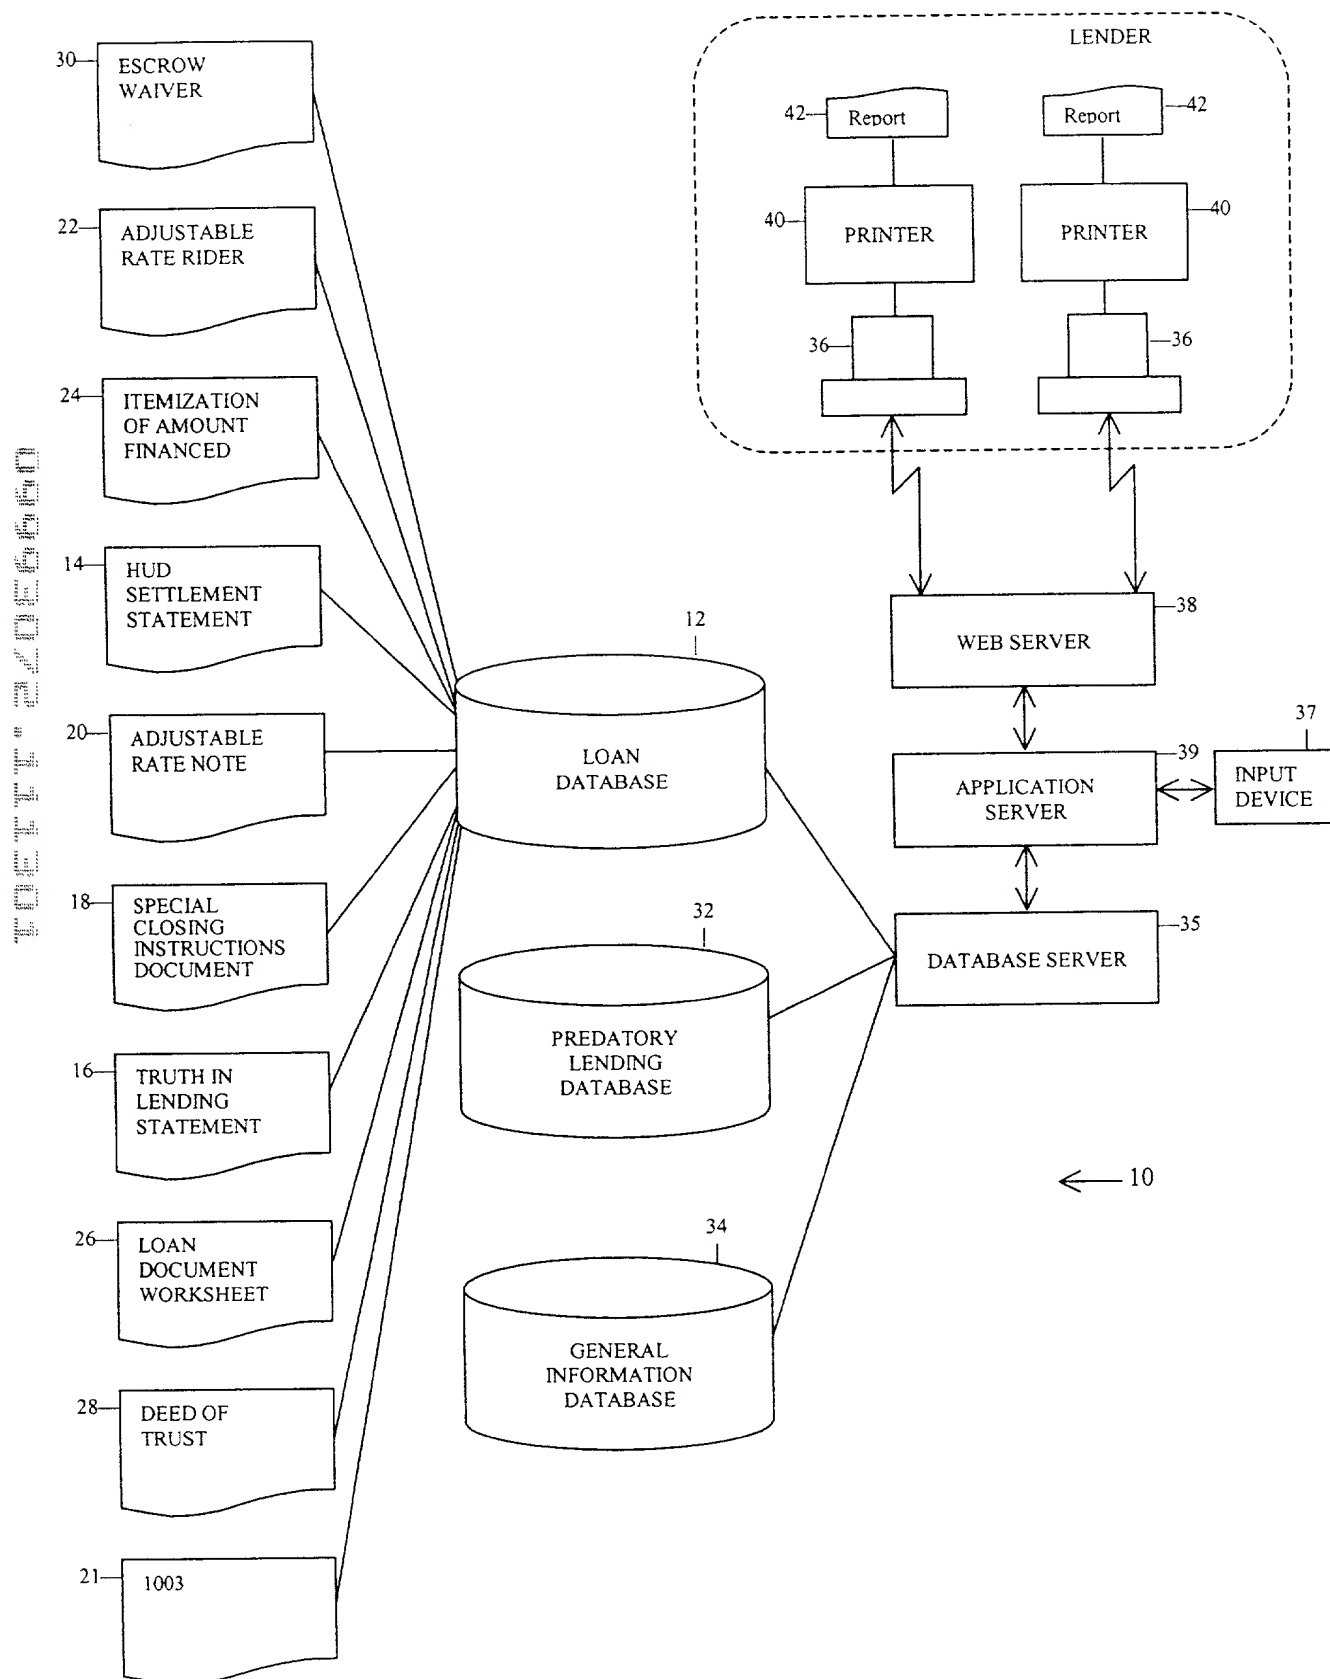 LENDER
30
ESCROW
WAIVER
42
Report
Report
42
22
ADJUSTABLE
RATE RIDER
40
PRINTER
PRINTER
40
36
36
24
ITEMIZATION
OF AMOUNT
FINANCED
14
HUD
SETTLEMENT
STATEMENT
12
LOAN
DATABASE
38
WEB SERVER
20
ADJUSTABLE
RATE NOTE
39
APPLICATION
SERVER
37
INPUT
DEVICE
18
SPECIAL
CLOSING
INSTRUCTIONS
DOCUMENT
32
PREDATORY
LENDING
DATABASE
35
DATABASE SERVER
16
TRUTH IN
LENDING
STATEMENT
10
26
LOAN
DOCUMENT
WORKSHEET
34
GENERAL
INFORMATION
DATABASE
28
DEED OF
TRUST
21
1003